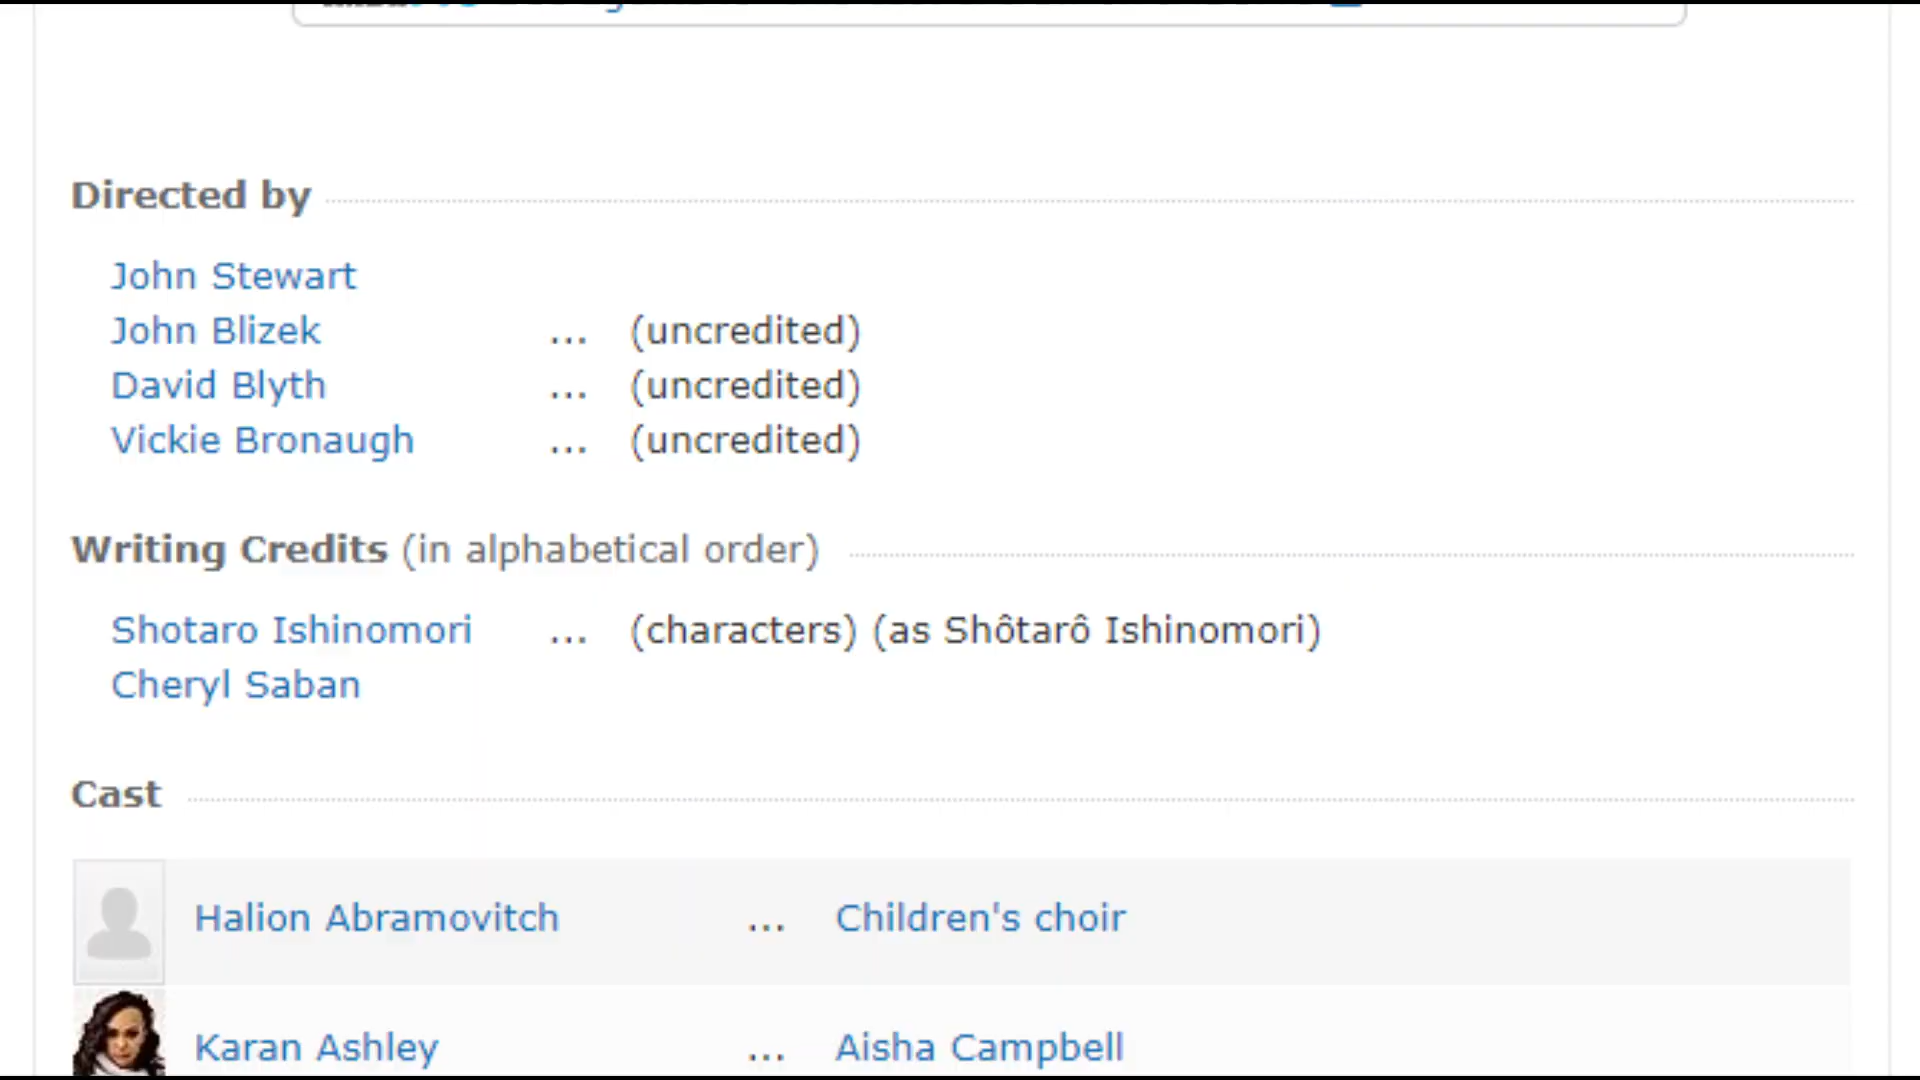 Directed by
John Stewart
John Blizek ... (uncredited)
David Blyth ... (uncredited)
Vickie Bronaugh ... (uncredited)
Writing Credits (in alphabetical order)
Shotaro Ishinomori ... (characters) (as Shôtarô Ishinomori)
Cheryl Saban
Cast
Halion Abramovitch ... Children's choir
Karan Ashley ... Aisha Campbell